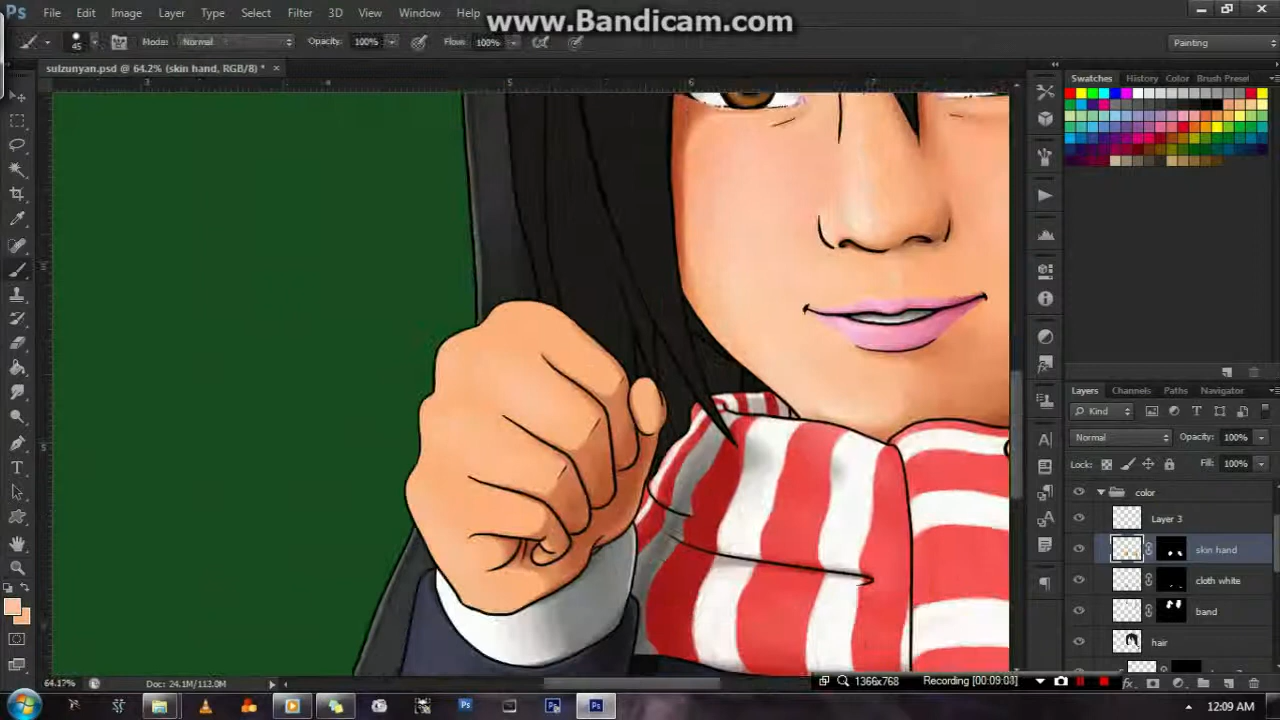 www.Bandicam.com
Ps File Edit Image Layer Type Select Filter 3D View Window Help
45 Mode: Normal Opacity: 100% Flow: 100% Painting
sulzunyan.psd @ 64.2% (skin hand, RGB/8) * ×
Swatches History Color Brush Preset
Layers Channels Paths Navigator
Kind
Normal Opacity: 100%
Lock: Fill: 100%
color
Layer 3
skin hand
cloth white
band
hair
64.17% Doc: 24.1M/113.0M
1366x768 Recording [00:09:03]
12:09 AM